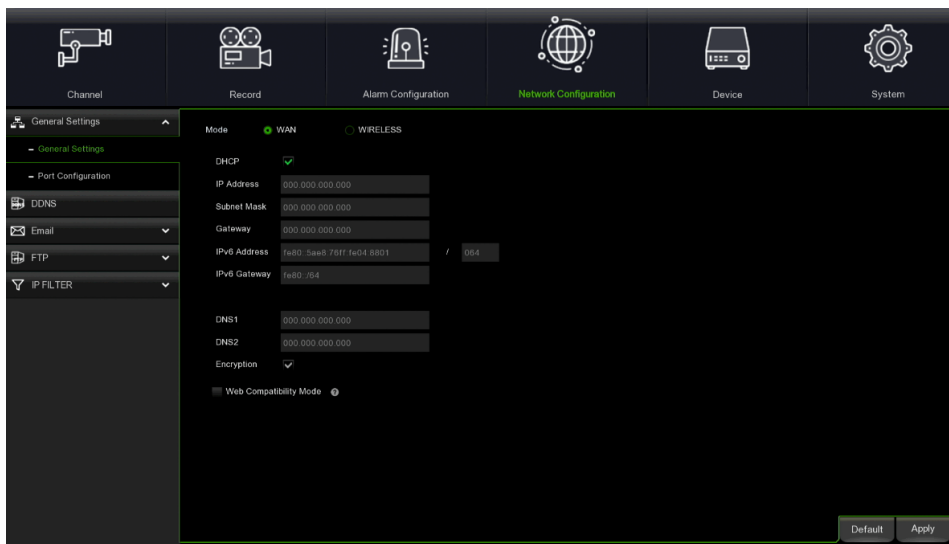 Channel Record Alarm Configuration Network Configuration Device System
General Settings
General Settings
Port Configuration
DDNS
Email
FTP
IP FILTER
Mode WAN WIRELESS
DHCP
IP Address 000.000.000.000
Subnet Mask 000.000.000.000
Gateway 000.000.000.000
IPv6 Address fe80::5ae8:76ff:fe04:8801 / 064
IPv6 Gateway fe80::/64
DNS1 000.000.000.000
DNS2 000.000.000.000
Encryption
Web Compatibility Mode ?
Default Apply